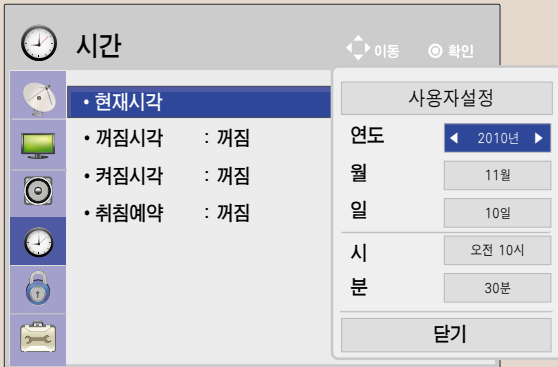 시간
이동 확인
• 현재시각
• 꺼짐시각 : 꺼짐
• 켜짐시각 : 꺼짐
• 취침예약 : 꺼짐
사용자설정
연도 ◀ 2010년 ▶
월 11월
일 10일
시 오전 10시
분 30분
닫기